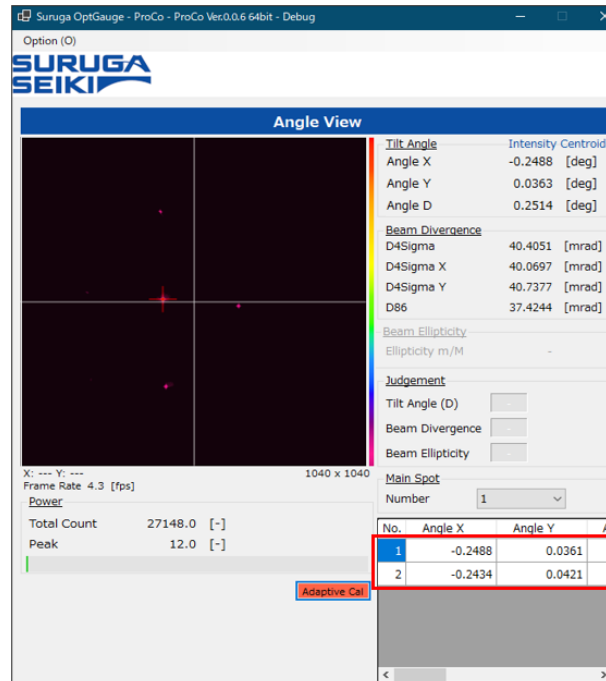 Suruga OptGauge - ProCo - ProCo Ver.0.0.6 64bit - Debug
Option (O)
SURUGA
SEIKI
Angle View
Tilt Angle Intensity Centroid
Angle X -0.2488 [deg]
Angle Y 0.0363 [deg]
Angle D 0.2514 [deg]
Beam Divergence
D4Sigma 40.4051 [mrad]
D4Sigma X 40.0697 [mrad]
D4Sigma Y 40.7377 [mrad]
D86 37.4244 [mrad]
Beam Ellipticity
Ellipticity m/M -
Judgement
Tilt Angle (D) -
Beam Divergence -
Beam Ellipticity -
X: --- Y: --- 1040 x 1040
Frame Rate 4.3 [fps]
Main Spot
Number 1
Power
Total Count 27148.0 [-]
Peak 12.0 [-]
Adaptive Cal
No. Angle X Angle Y A
1 -0.2488 0.0361
2 -0.2434 0.0421